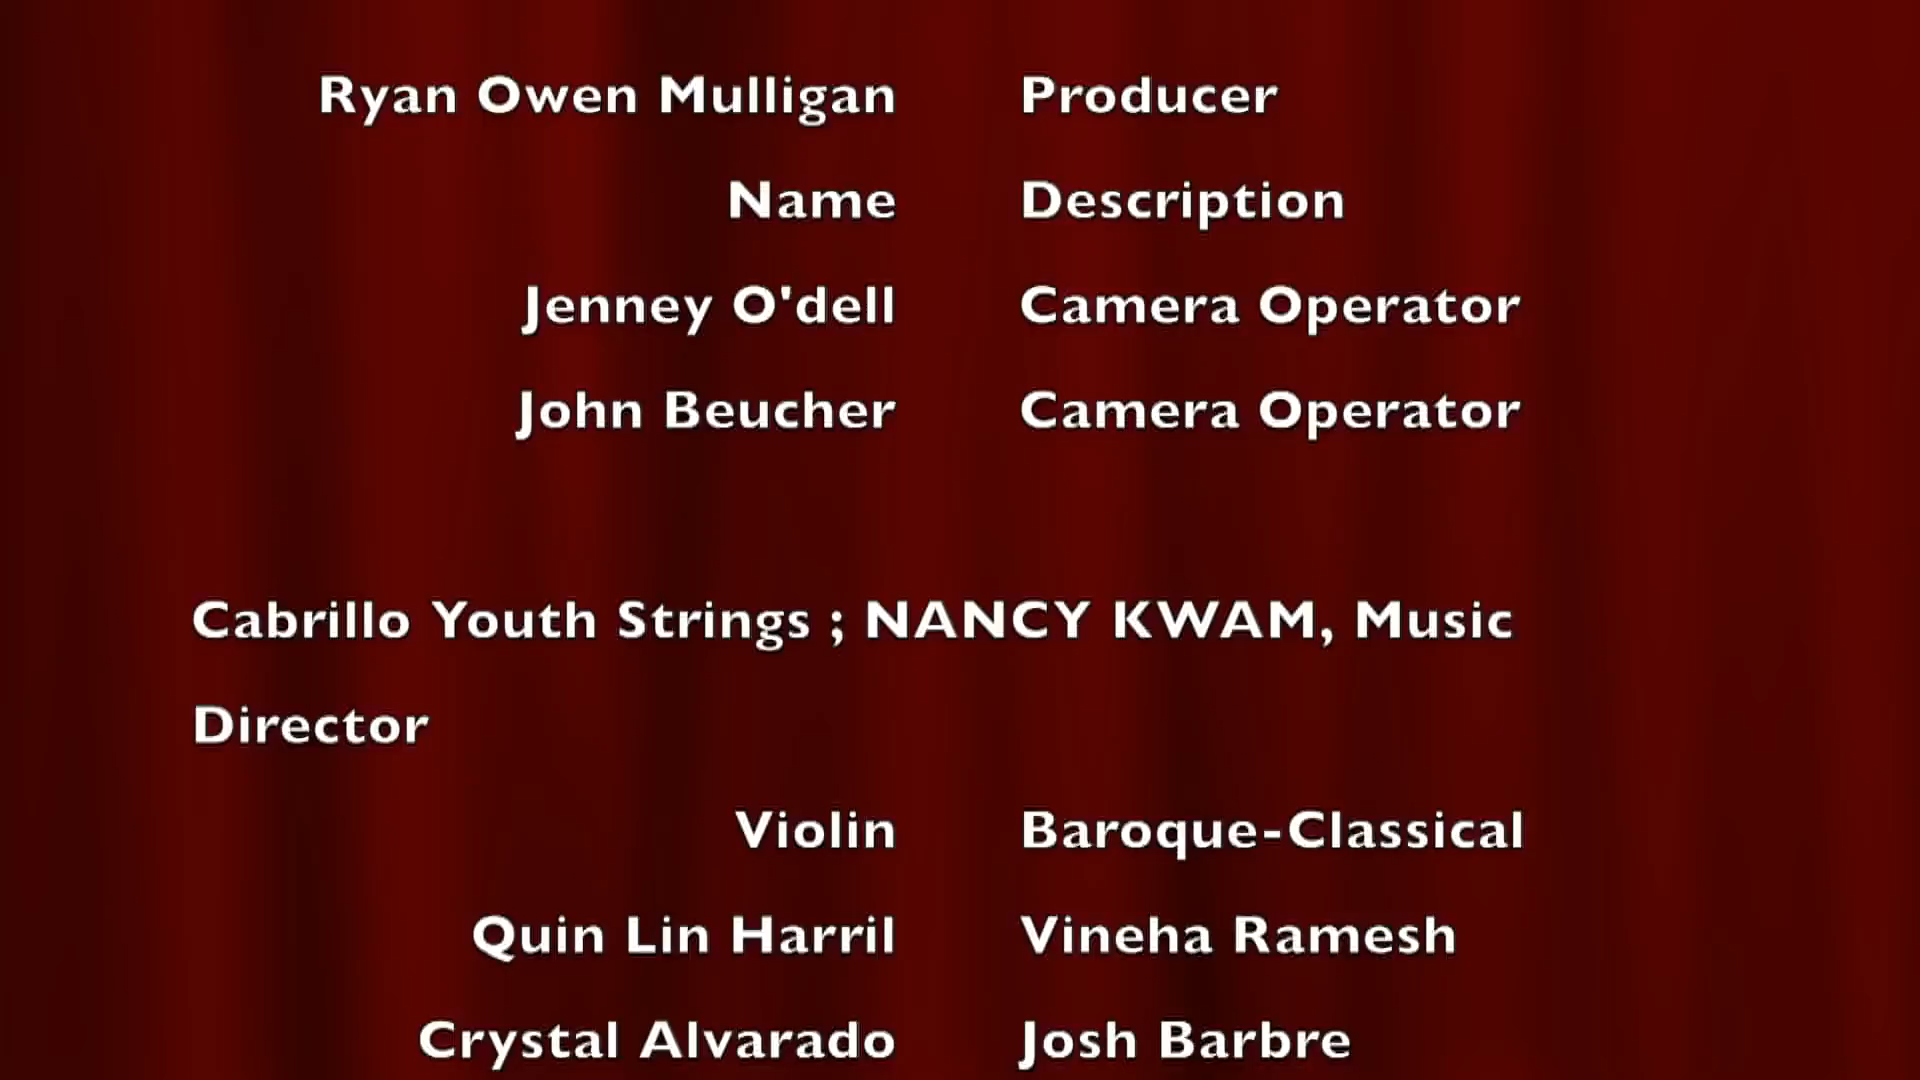 Ryan Owen Mulligan Producer
Name Description
Jenney O'dell Camera Operator
John Beucher Camera Operator
Cabrillo Youth Strings ; NANCY KWAM, Music
Director
Violin Baroque-Classical
Quin Lin Harril Vineha Ramesh
Crystal Alvarado Josh Barbre